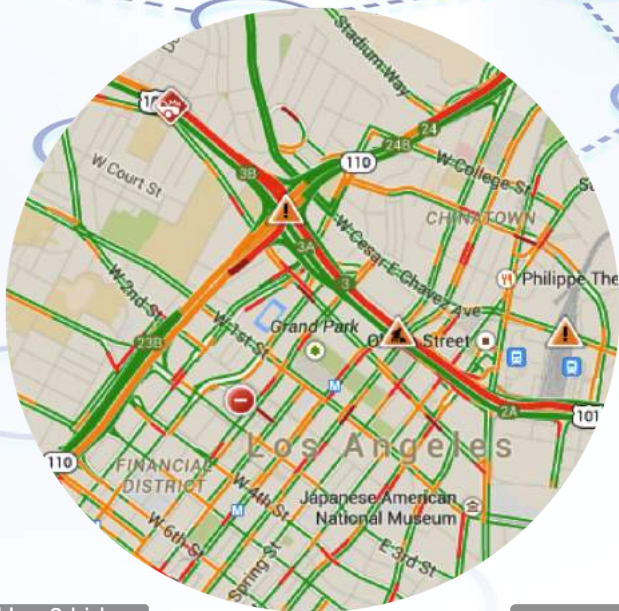 Stadium Way
24
24B
110
W College St
3B
W Court St
CHINATOWN
3A
W Cesar E Chavez Ave
3
Philippe The
W 2nd St
Grand Park
Street
23B
W 1st St
M
2A
101
Los Angeles
110
FINANCIAL
DISTRICT
W 4th St
M
Japanese American
National Museum
W 6th St
Spring St
E 3rd St